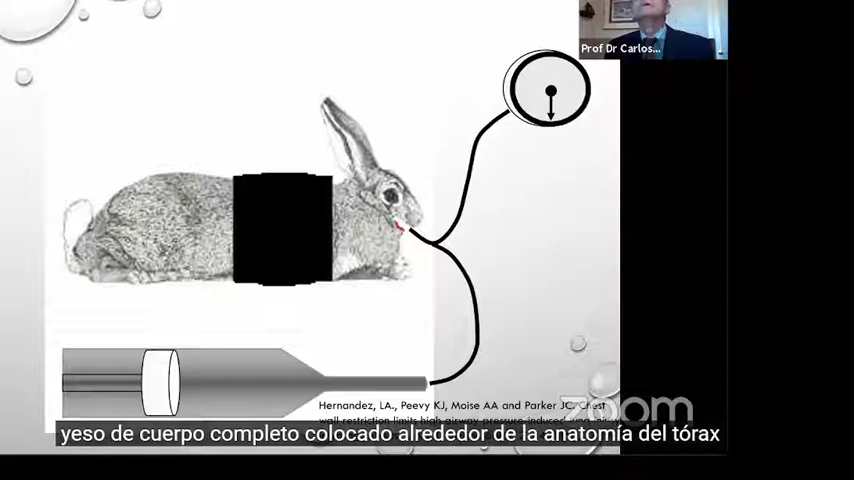 Prof Dr Carlos...
Hernandez, LA., Peevy KJ, Moise AA and Parker JC. Chest
wall restriction limits high airway pressure-induced lung
zoom
yeso de cuerpo completo colocado alrededor de la anatomía del tórax